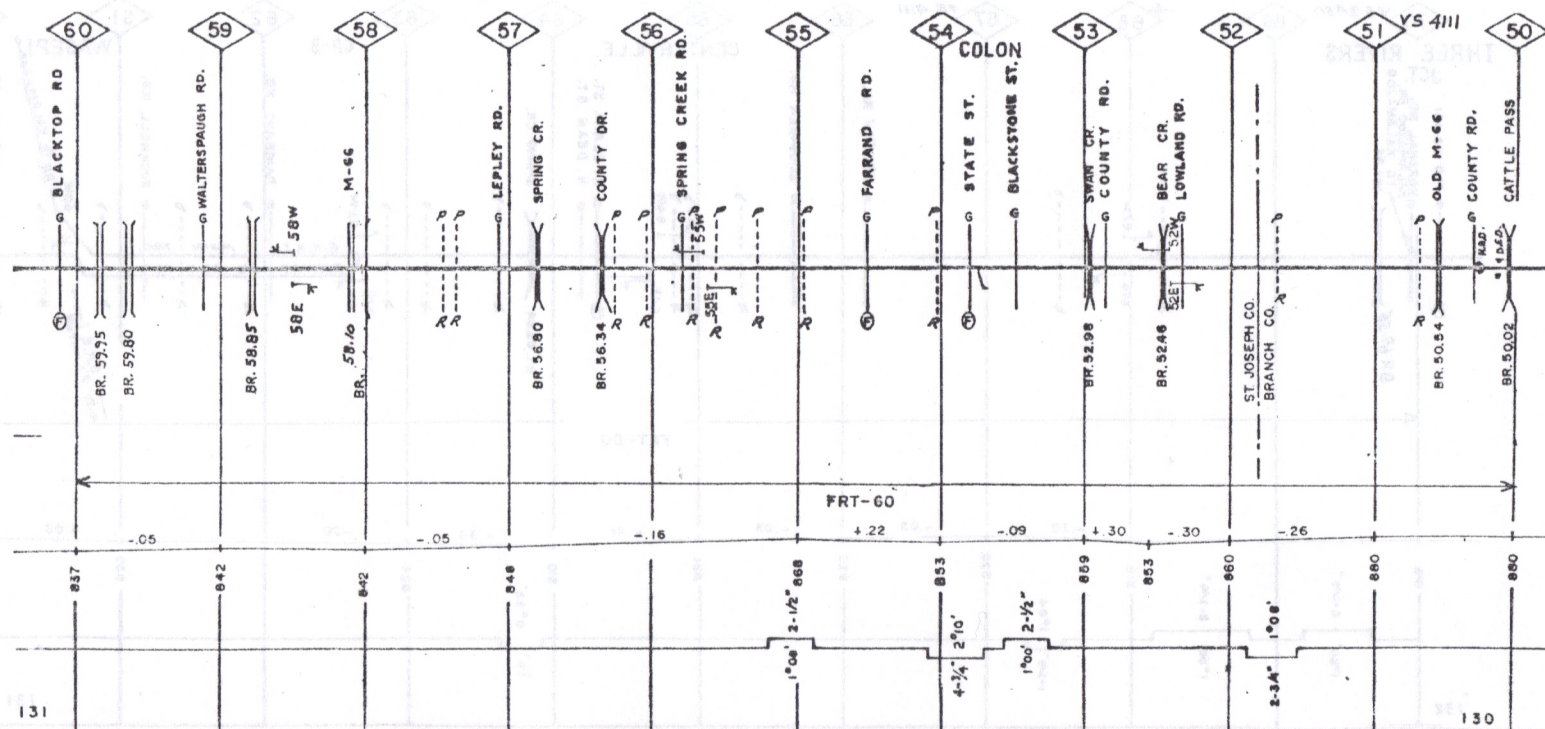 60 59 58 57 56 55 54 53 52 51 50
VS 4111
COLON
BLACKTOP RD
WALTERSPAUGH RD.
M-66
LEPLEY RD.
SPRING CR.
COUNTY DR.
SPRING CREEK RD.
FARRAND RD.
STATE ST.
BLACKSTONE ST.
SWAN CR.
COUNTY RD.
BEAR CR.
LOWLAND RD.
OLD M-66
COUNTY RD.
CATTLE PASS
58W
58E
55W
55E
52W
52ET
H.B.D.
D.E.D.
BR. 59.95
BR. 59.80
BR. 58.85
BR. 58.10
BR. 56.80
BR. 56.34
BR. 52.98
BR. 52.46
ST. JOSEPH CO.
BRANCH CO.
BR. 50.54
BR. 50.02
FRT-60
-.05 -.05 -.16 +.22 -.09 +.30 -.30 -.26
837 842 842 848 868 853 859 853 860 880 880
2-1/2"
1°08'
2°10'
4-3/4"
2-1/2"
1°00'
1°08'
2-3/4"
131
130